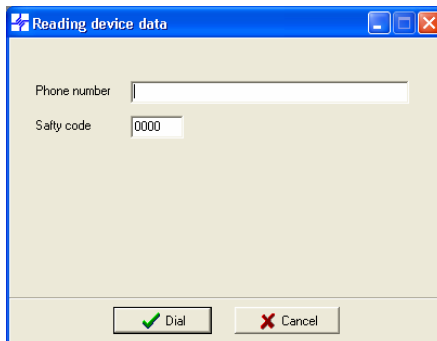 Reading device data
Phone number
Safty code 0000
Dial Cancel